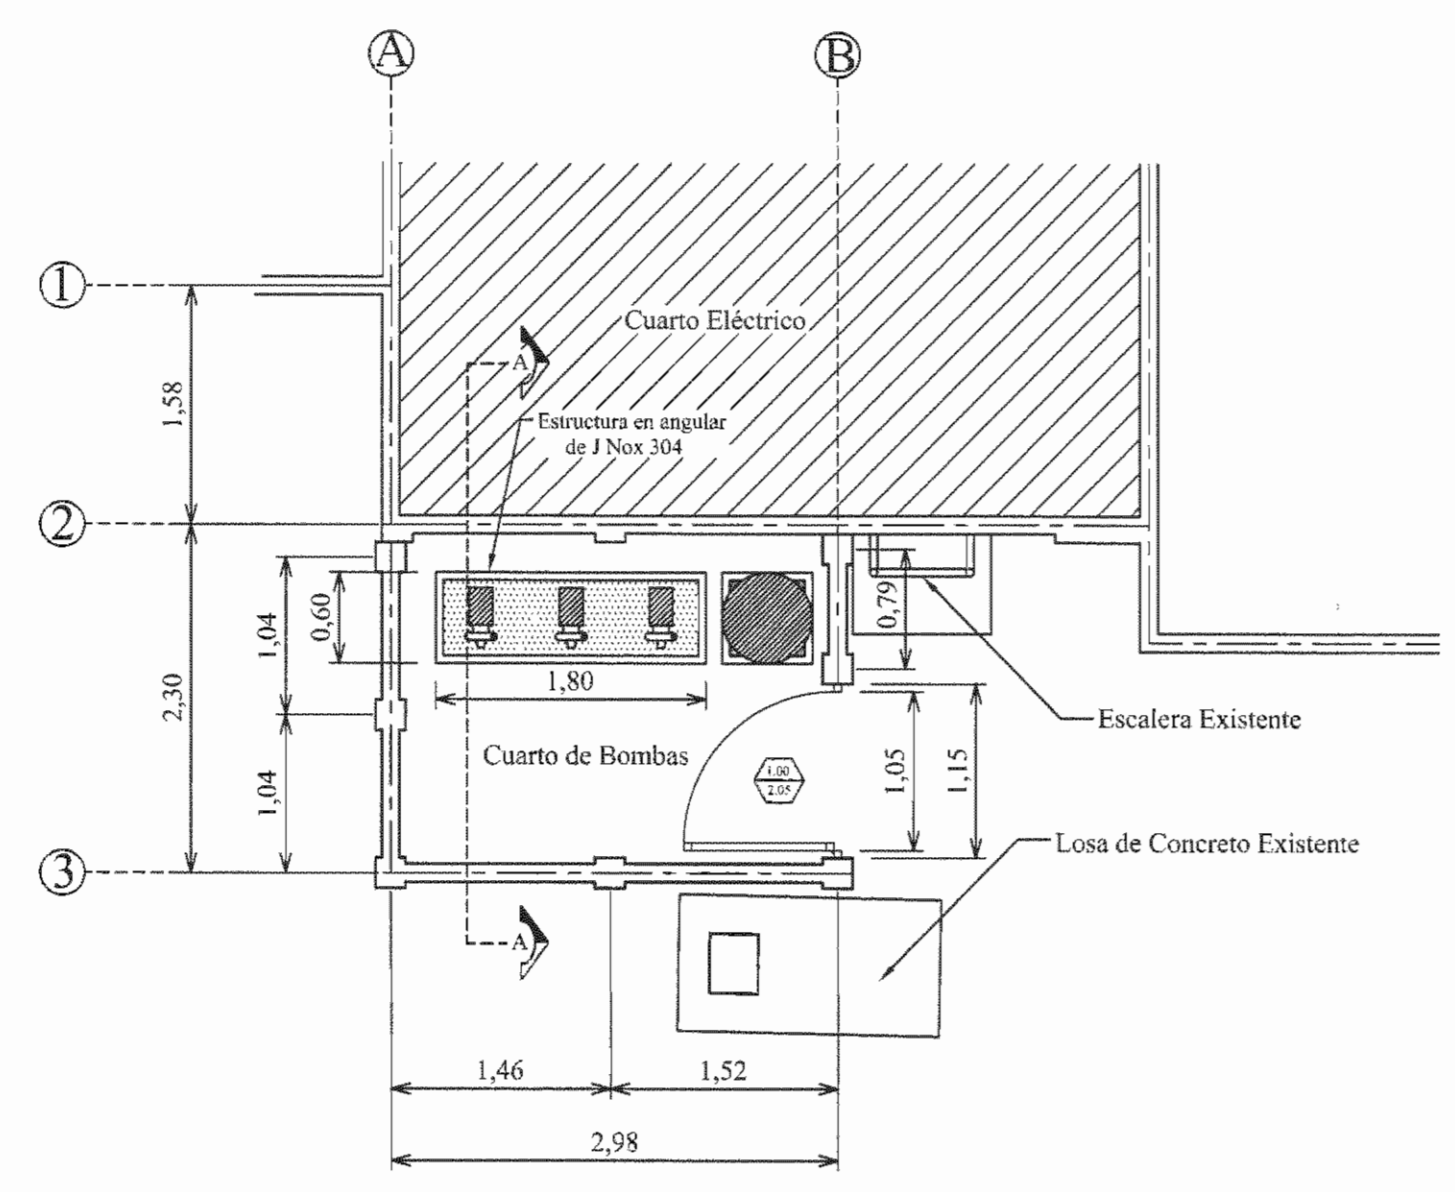 A
B
1
Cuarto Eléctrico
A
1,58
Estructura en angular
de J Nox 304
2
1,04
0,60
0,79
2,30
1,80
Escalera Existente
Cuarto de Bombas
1.00
2.05
1,05
1,15
1,04
Losa de Concreto Existente
3
A
1,46
1,52
2,98